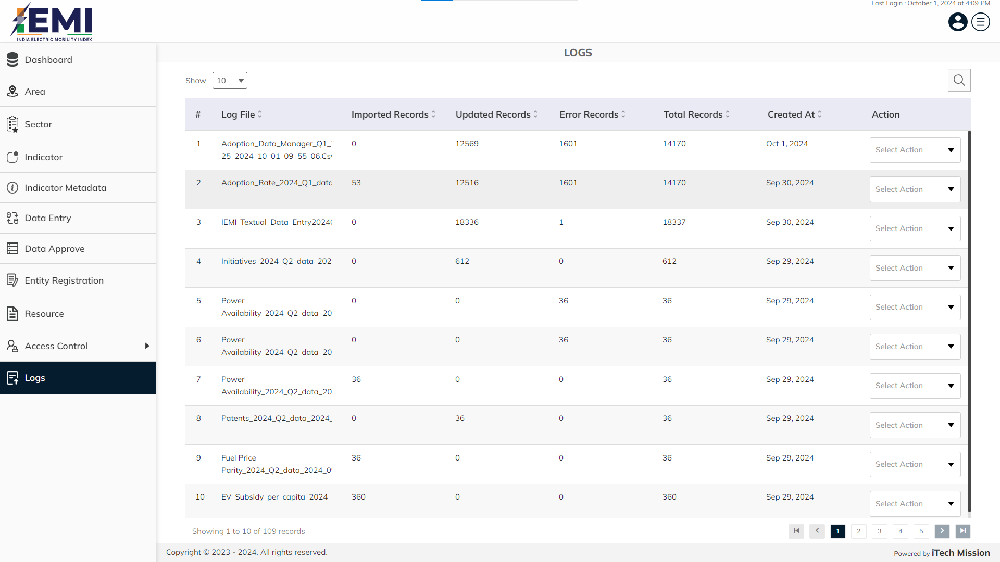 Last Login : October 1, 2024 at 4:09 PM
iEMI
INDIA ELECTRIC MOBILITY INDEX
Dashboard
Area
Sector
Indicator
Indicator Metadata
Data Entry
Data Approve
Entity Registration
Resource
Access Control
Logs
LOGS
Show 10
# Log File Imported Records Updated Records Error Records Total Records Created At Action
1 Adoption_Data_Manager_Q1_ 0 12569 1601 14170 Oct 1, 2024 Select Action
25_2024_10_01_09_55_06.Csv
2 Adoption_Rate_2024_Q1_data 53 12516 1601 14170 Sep 30, 2024 Select Action
3 IEMI_Textual_Data_Entry2024 0 18336 1 18337 Sep 30, 2024 Select Action
4 Initiatives_2024_Q2_data_202 0 612 0 612 Sep 29, 2024 Select Action
5 Power 0 0 36 36 Sep 29, 2024 Select Action
Availability_2024_Q2_data_20
6 Power 0 0 36 36 Sep 29, 2024 Select Action
Availability_2024_Q2_data_20
7 Power 36 0 0 36 Sep 29, 2024 Select Action
Availability_2024_Q2_data_20
8 Patents_2024_Q2_data_2024_ 0 36 0 36 Sep 29, 2024 Select Action
9 Fuel Price 36 0 0 36 Sep 29, 2024 Select Action
Parity_2024_Q2_data_2024_09
10 EV_Subsidy_per_capita_2024_ 360 0 0 360 Sep 29, 2024 Select Action
Showing 1 to 10 of 109 records
1 2 3 4 5
Copyright © 2023 - 2024. All rights reserved.
Powered by iTech Mission